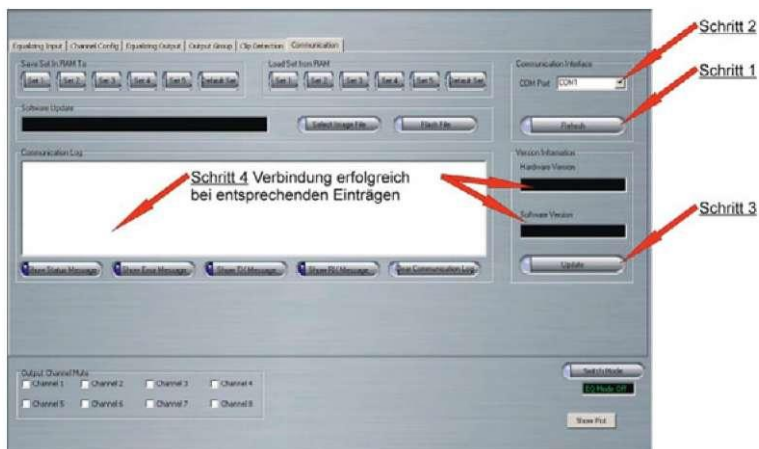 Equalizing Input | Channel Config | Equalizing Output | Output Group | Clip Detection | Communication
Save Set In RAM To
Set 1 Set 2 Set 3 Set 4 Set 5 Default Set
Load Set from RAM
Set 1 Set 2 Set 3 Set 4 Set 5 Default Set
Communication Interface
COM Port COM1
Refresh
Schritt 2
Schritt 1
Software Update
Select Image File
Flash File
Communication Log
Schritt 4 Verbindung erfolgreich
bei entsprechenden Einträgen
Version Information
Hardware Version
Software Version
Update
Schritt 3
Show Status Message
Show Error Message
Show TX Message
Show RX Message
Clear Communication Log
Output Channel Mute
Channel 1 Channel 2 Channel 3 Channel 4
Channel 5 Channel 6 Channel 7 Channel 8
Switch Mode
EQ Mode Off
Show Plot